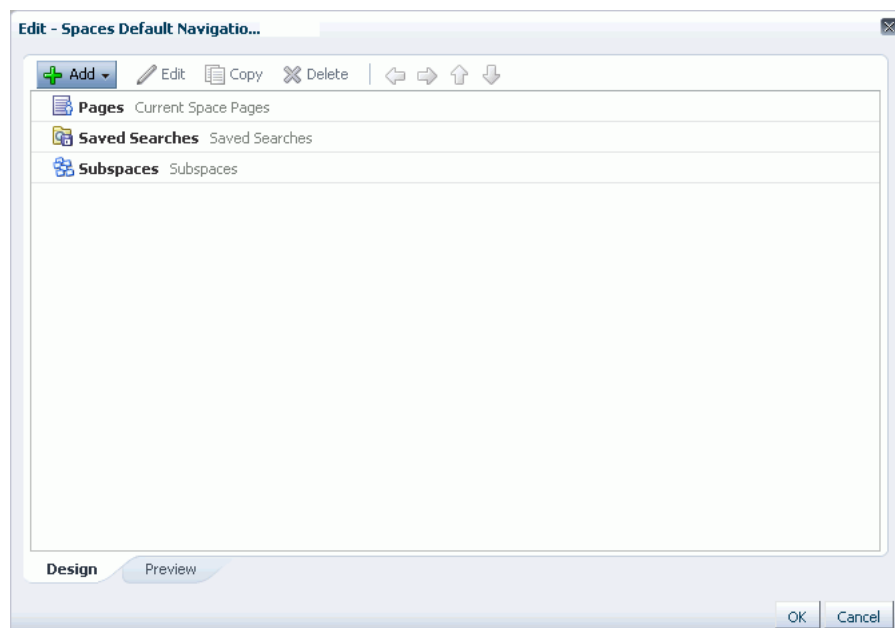 Edit - Spaces Default Navigatio...
Add Edit Copy Delete
Pages Current Space Pages
Saved Searches Saved Searches
Subspaces Subspaces
Design Preview
OK Cancel